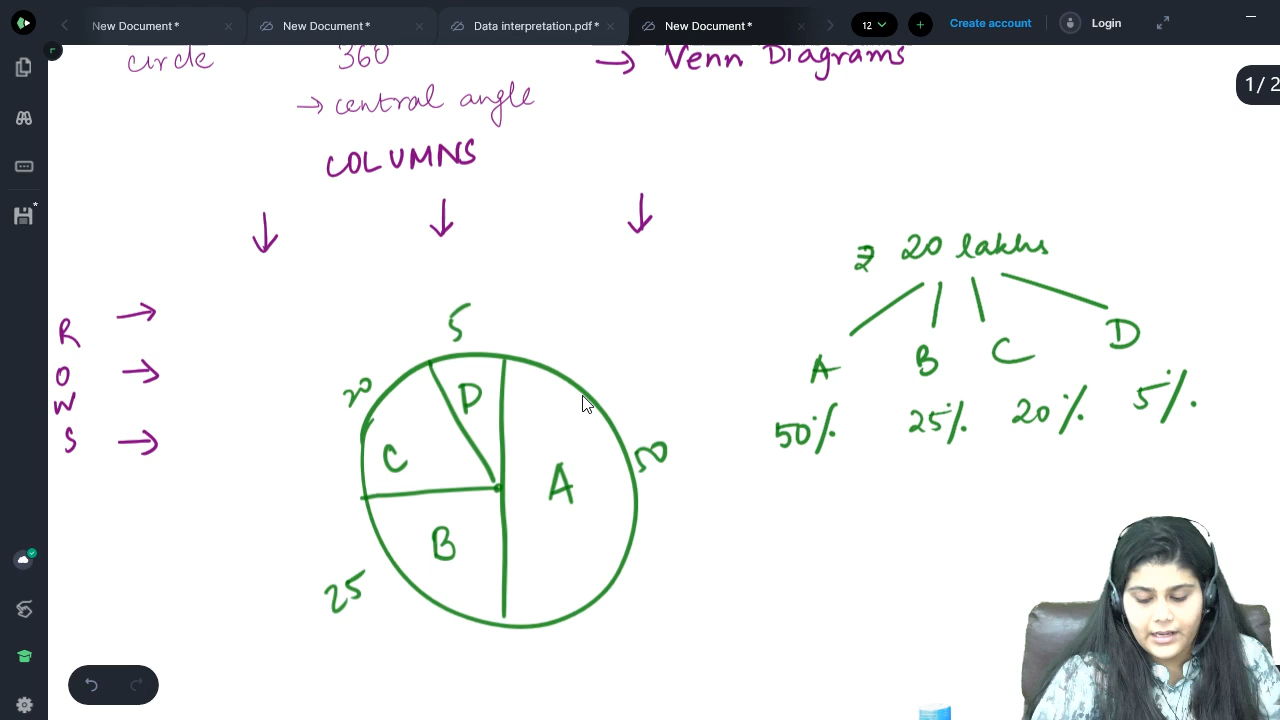 New Document*
New Document*
Data interpretation.pdf*
New Document*
12
Create account
Login
1 / 2
circle 360
→ Venn Diagrams
→ central angle
COLUMNS
↓ ↓ ↓
₹ 20 lakhs
A B C D
50% 25% 20% 5%
R →
O →
W
S →
5
20
D
50
C
A
B
25